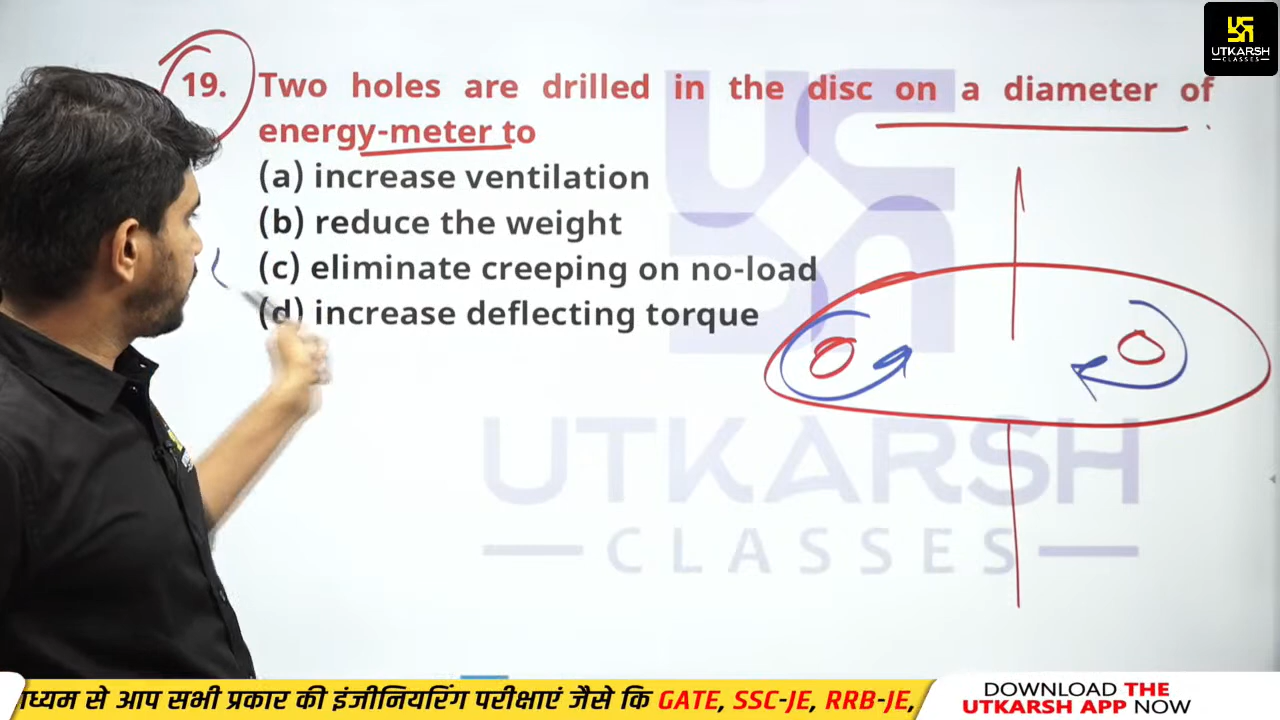 UTKARSH
CLASSES
19. Two holes are drilled in the disc on a diameter of
energy-meter to
(a) increase ventilation
(b) reduce the weight
(c) eliminate creeping on no-load
(d) increase deflecting torque
UTKARSH
CLASSES
ाध्यम से आप सभी प्रकार की इंजीनियरिंग परीक्षाएं जैसे कि GATE, SSC-JE, RRB-JE,
DOWNLOAD THE
UTKARSH APP NOW